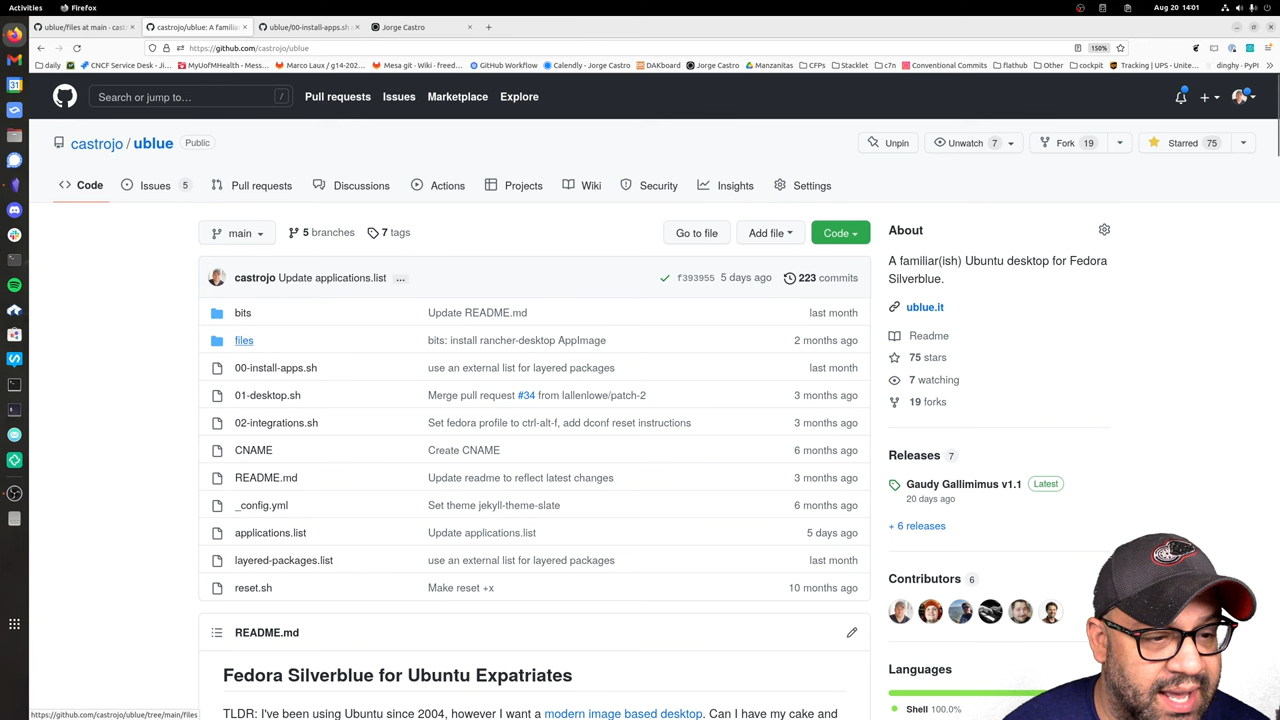 Activities Firefox Aug 20 14:01
ublue/files at main · cast castrojo/ublue: A familia ublue/00-install-apps.sh Jorge Castro
https://github.com/castrojo/ublue 150%
daily CNCF Service Desk - Ji... MyUofMHealth - Mess... Marco Laux / g14-202... Mesa git · Wiki · freed... GitHub Workflow Calendly - Jorge Castro DAKboard Jorge Castro Manzanitas CFPs Stacklet c7n Conventional Commits flathub Other cockpit Tracking | UPS - Unite... dinghy · PyPI
Search or jump to… / Pull requests Issues Marketplace Explore
castrojo / ublue Public Unpin Unwatch 7 Fork 19 Starred 75
Code Issues 5 Pull requests Discussions Actions Projects Wiki Security Insights Settings
main 5 branches 7 tags Go to file Add file Code
castrojo Update applications.list ... f393955 5 days ago 223 commits
bits Update README.md last month
files bits: install rancher-desktop AppImage 2 months ago
00-install-apps.sh use an external list for layered packages last month
01-desktop.sh Merge pull request #34 from lallenlowe/patch-2 3 months ago
02-integrations.sh Set fedora profile to ctrl-alt-f, add dconf reset instructions 3 months ago
CNAME Create CNAME 6 months ago
README.md Update readme to reflect latest changes 3 months ago
_config.yml Set theme jekyll-theme-slate 6 months ago
applications.list Update applications.list 5 days ago
layered-packages.list use an external list for layered packages last month
reset.sh Make reset +x 10 months ago
README.md
Fedora Silverblue for Ubuntu Expatriates
TLDR: I've been using Ubuntu since 2004, however I want a modern image based desktop. Can I have my cake and
About
A familiar(ish) Ubuntu desktop for Fedora
Silverblue.
ublue.it
Readme
75 stars
7 watching
19 forks
Releases 7
Gaudy Gallimimus v1.1 Latest
20 days ago
+ 6 releases
Contributors 6
Languages
Shell 100.0%
https://github.com/castrojo/ublue/tree/main/files